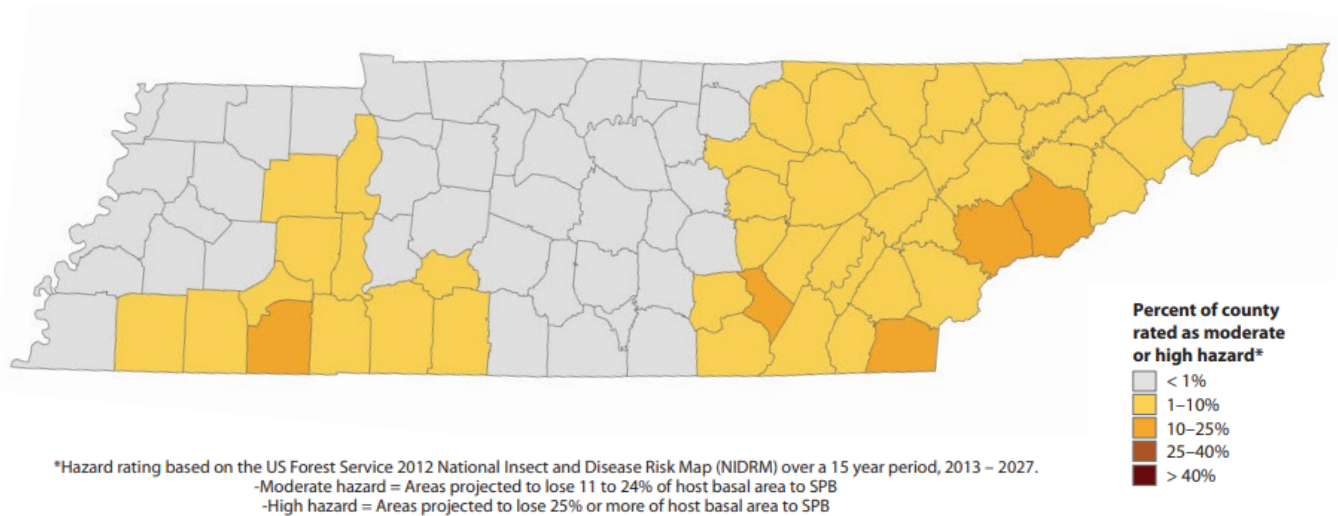 Percent of county
rated as moderate
or high hazard*
< 1%
1–10%
10–25%
25–40%
> 40%
*Hazard rating based on the US Forest Service 2012 National Insect and Disease Risk Map (NIDRM) over a 15 year period, 2013 – 2027.
-Moderate hazard = Areas projected to lose 11 to 24% of host basal area to SPB
-High hazard = Areas projected to lose 25% or more of host basal area to SPB